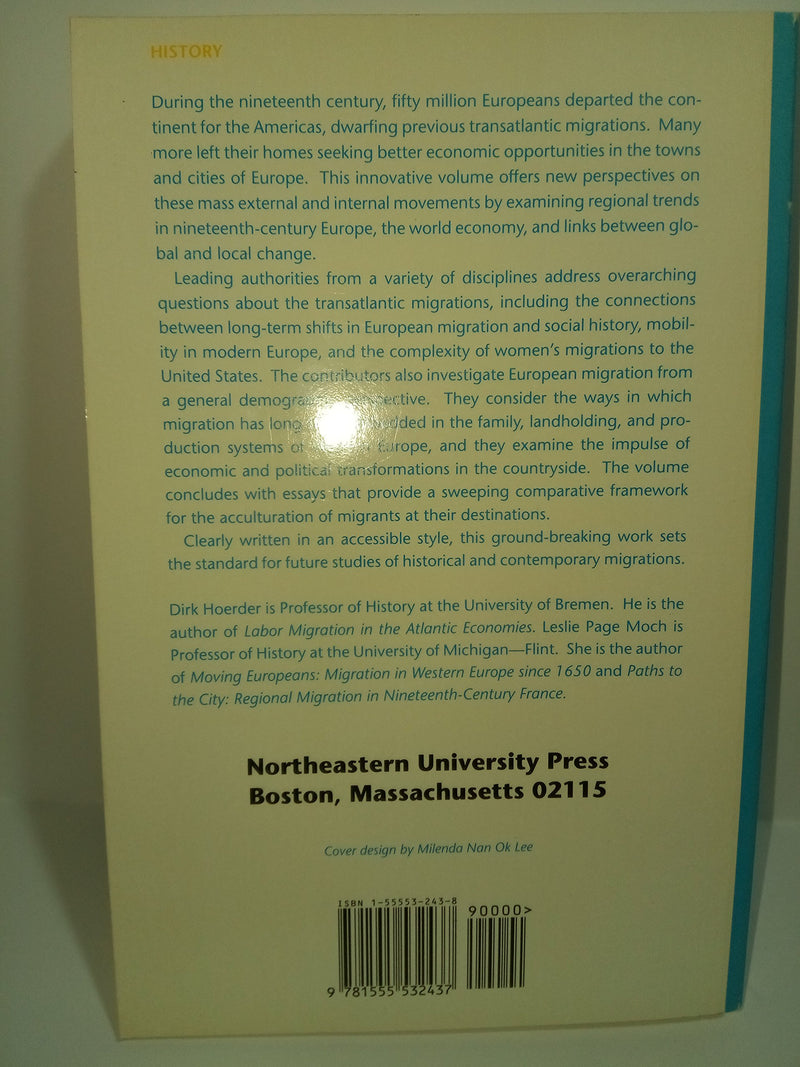 HISTORY
During the nineteenth century, fifty million Europeans departed the con-
tinent for the Americas, dwarfing previous transatlantic migrations. Many
more left their homes seeking better economic opportunities in the towns
and cities of Europe. This innovative volume offers new perspectives on
these mass external and internal movements by examining regional trends
in nineteenth-century Europe, the world economy, and links between glo-
bal and local change.
Leading authorities from a variety of disciplines address overarching
questions about the transatlantic migrations, including the connections
between long-term shifts in European migration and social history, mobil-
ity in modern Europe, and the complexity of women's migrations to the
United States. The contributors also investigate European migration from
a general demographic perspective. They consider the ways in which
migration has long in the family, landholding, and pro-
duction systems of Europe, and they examine the impulse of
economic and political transformations in the countryside. The volume
concludes with essays that provide a sweeping comparative framework
for the acculturation of migrants at their destinations.
Clearly written in an accessible style, this ground-breaking work sets
the standard for future studies of historical and contemporary migrations.
Dirk Hoerder is Professor of History at the University of Bremen. He is the
author of Labor Migration in the Atlantic Economies. Leslie Page Moch is
Professor of History at the University of Michigan—Flint. She is the author
of Moving Europeans: Migration in Western Europe since 1650 and Paths to
the City: Regional Migration in Nineteenth-Century France.
Northeastern University Press
Boston, Massachusetts 02115
Cover design by Milenda Nan Ok Lee
ISBN 1-55553-243-8
90000>
9 781555 532437